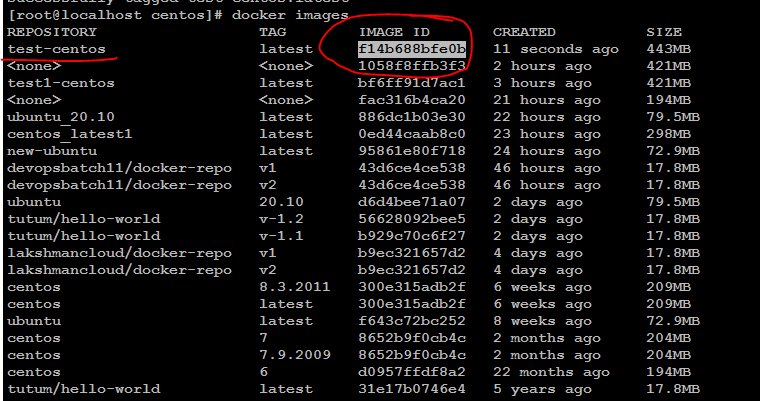 [root@localhost centos]# docker images
REPOSITORY TAG IMAGE ID CREATED SIZE
test-centos latest f14b688bfa0b 11 seconds ago 443MB
<none> <none> 1058f8ffb3f3 2 hours ago 421MB
test1-centos latest bf6ff91d7ac1 3 hours ago 421MB
<none> <none> fac316b4ca20 21 hours ago 194MB
ubuntu_20.10 latest 886dc1b03e30 22 hours ago 79.5MB
centos_latest1 latest 0ed44caab8c0 23 hours ago 298MB
new-ubuntu latest 95861e80f718 24 hours ago 72.9MB
devopsbatch11/docker-repo v1 43d6ce4ce538 46 hours ago 17.8MB
devopsbatch11/docker-repo v2 43d6ce4ce538 46 hours ago 17.8MB
ubuntu 20.10 d6d4bee71a07 2 days ago 79.5MB
tutum/hello-world v-1.2 56628092bee5 2 days ago 17.8MB
tutum/hello-world v-1.1 b929c70c6f27 2 days ago 17.8MB
lakshmancloud/docker-repo v1 b9ec321657d2 4 days ago 17.8MB
lakshmancloud/docker-repo v2 b9ec321657d2 4 days ago 17.8MB
centos 8.3.2011 300e315adb2f 6 weeks ago 209MB
centos latest 300e315adb2f 6 weeks ago 209MB
ubuntu latest f643c72bc252 8 weeks ago 72.9MB
centos 7 8652b9f0cb4c 2 months ago 204MB
centos 7.9.2009 8652b9f0cb4c 2 months ago 204MB
centos 6 d0957ffdf8a2 22 months ago 194MB
tutum/hello-world latest 31e17b0746e4 5 years ago 17.8MB